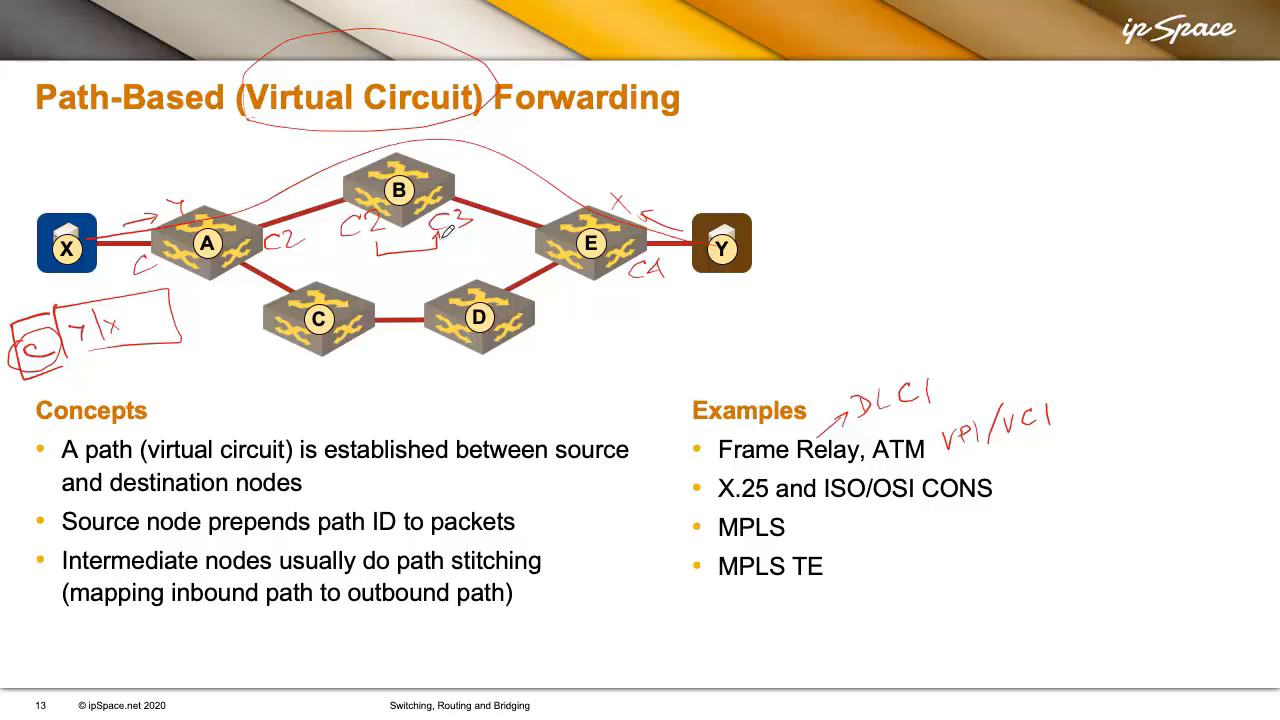 ipSpace
Path-Based (Virtual Circuit) Forwarding
B
C2 C3
X
Y
X
A
C2
C
E
C4
Y
C
D
C Y X
Concepts
• A path (virtual circuit) is established between source
and destination nodes
• Source node prepends path ID to packets
• Intermediate nodes usually do path stitching
(mapping inbound path to outbound path)
Examples
DLCI
• Frame Relay, ATM
VPI/VCI
• X.25 and ISO/OSI CONS
• MPLS
• MPLS TE
13
© ipSpace.net 2020
Switching, Routing and Bridging